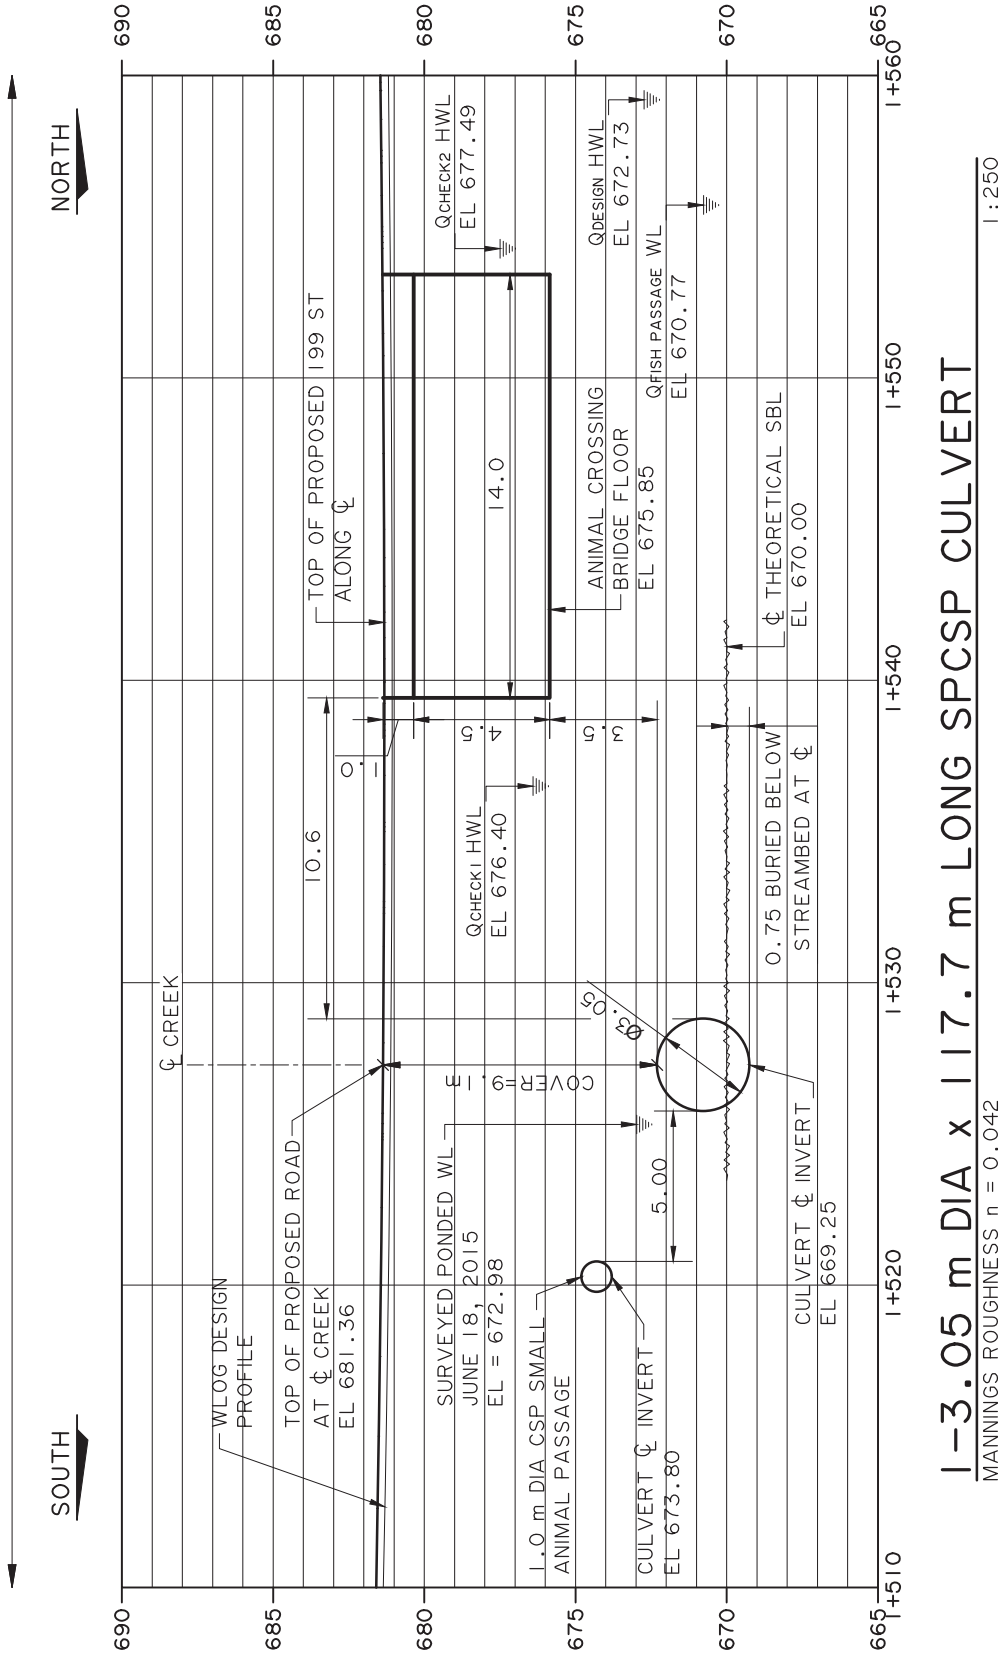 SOUTH
NORTH
690
685
680
675
670
665
690
685
680
675
670
665
1+510
1+520
1+530
1+540
1+550
1+560
WLOG DESIGN
PROFILE
TOP OF PROPOSED ROAD
AT ℄ CREEK
EL 681.36
℄ CREEK
10.6
TOP OF PROPOSED 199 ST
ALONG ℄
SURVEYED PONDED WL
JUNE 18, 2015
EL = 672.98
COVER=9.1m
1.0
4.5
3.5
14.0
QCHECK1 HWL
EL 676.40
QCHECK2 HWL
EL 677.49
1.0 m DIA CSP SMALL
ANIMAL PASSAGE
CULVERT ℄ INVERT
EL 673.80
5.00
Ø3.05
ANIMAL CROSSING
BRIDGE FLOOR
EL 675.85
QDESIGN HWL
EL 672.73
QFISH PASSAGE WL
EL 670.77
CULVERT ℄ INVERT
EL 669.25
0.75 BURIED BELOW
STREAMBED AT ℄
℄ THEORETICAL SBL
EL 670.00
1-3.05 m DIA x 117.7 m LONG SPCSP CULVERT
MANNINGS ROUGHNESS n = 0.042
1:250